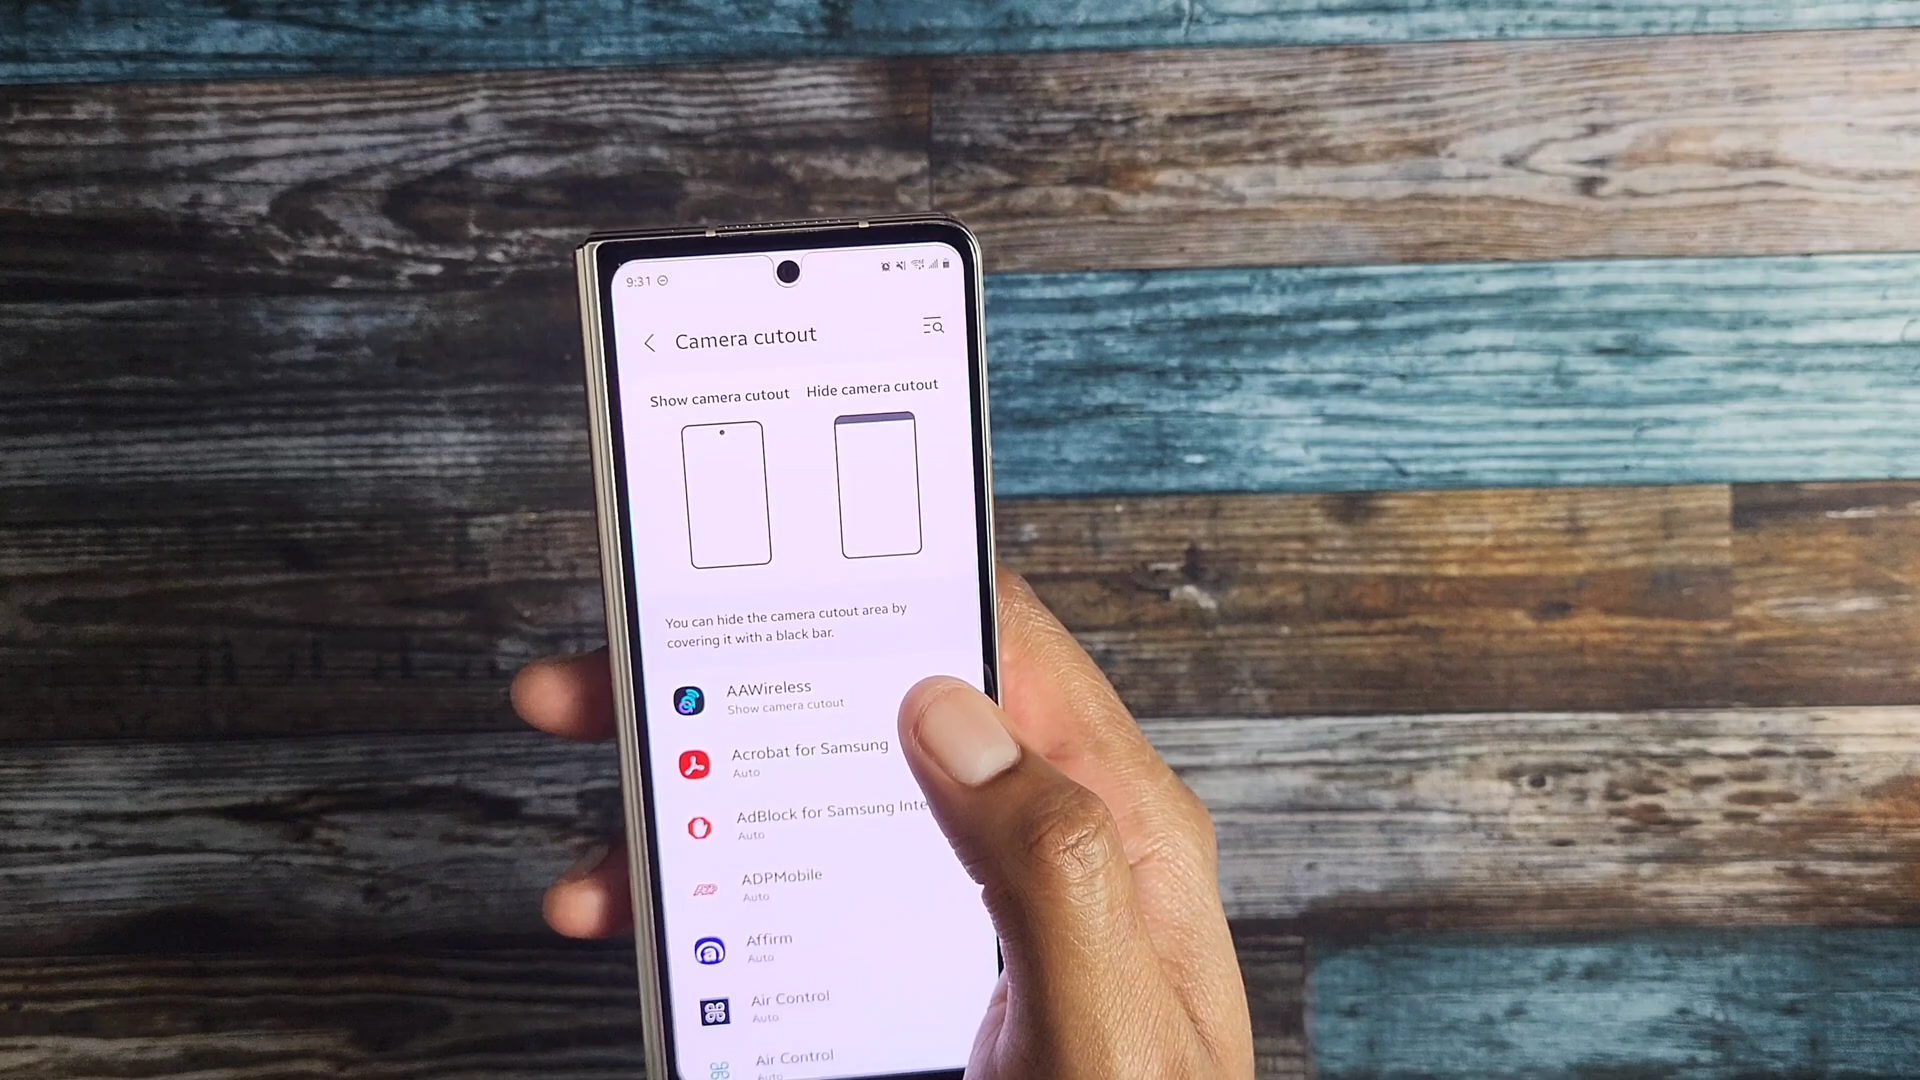 9:31
Camera cutout
Show camera cutout
Hide camera cutout
You can hide the camera cutout area by
covering it with a black bar.
AAWireless
Show camera cutout
Acrobat for Samsung
Auto
AdBlock for Samsung Inte
Auto
ADPMobile
Auto
Affirm
Auto
Air Control
Auto
Air Control
Auto